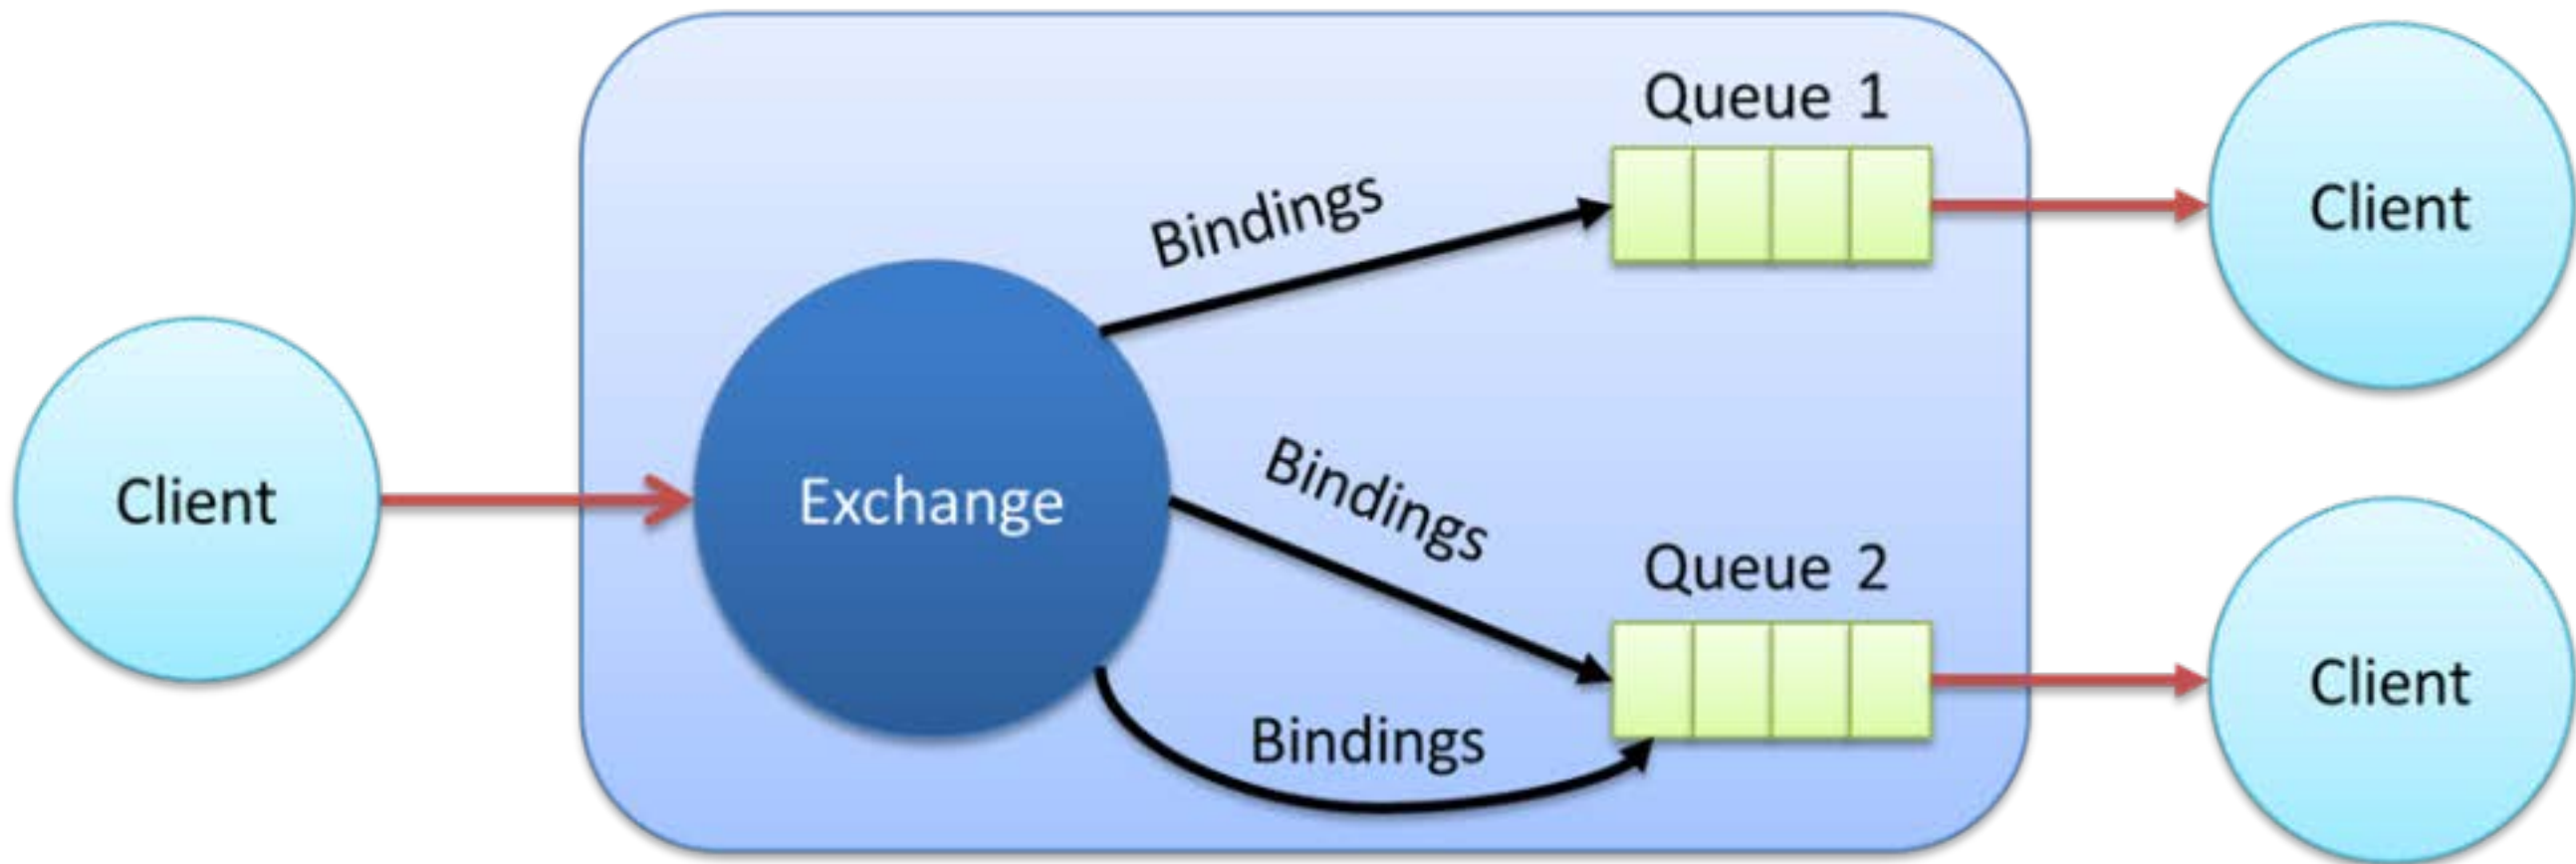 Queue 1
Bindings
Client
Bindings
Client
Exchange
Queue 2
Client
Bindings